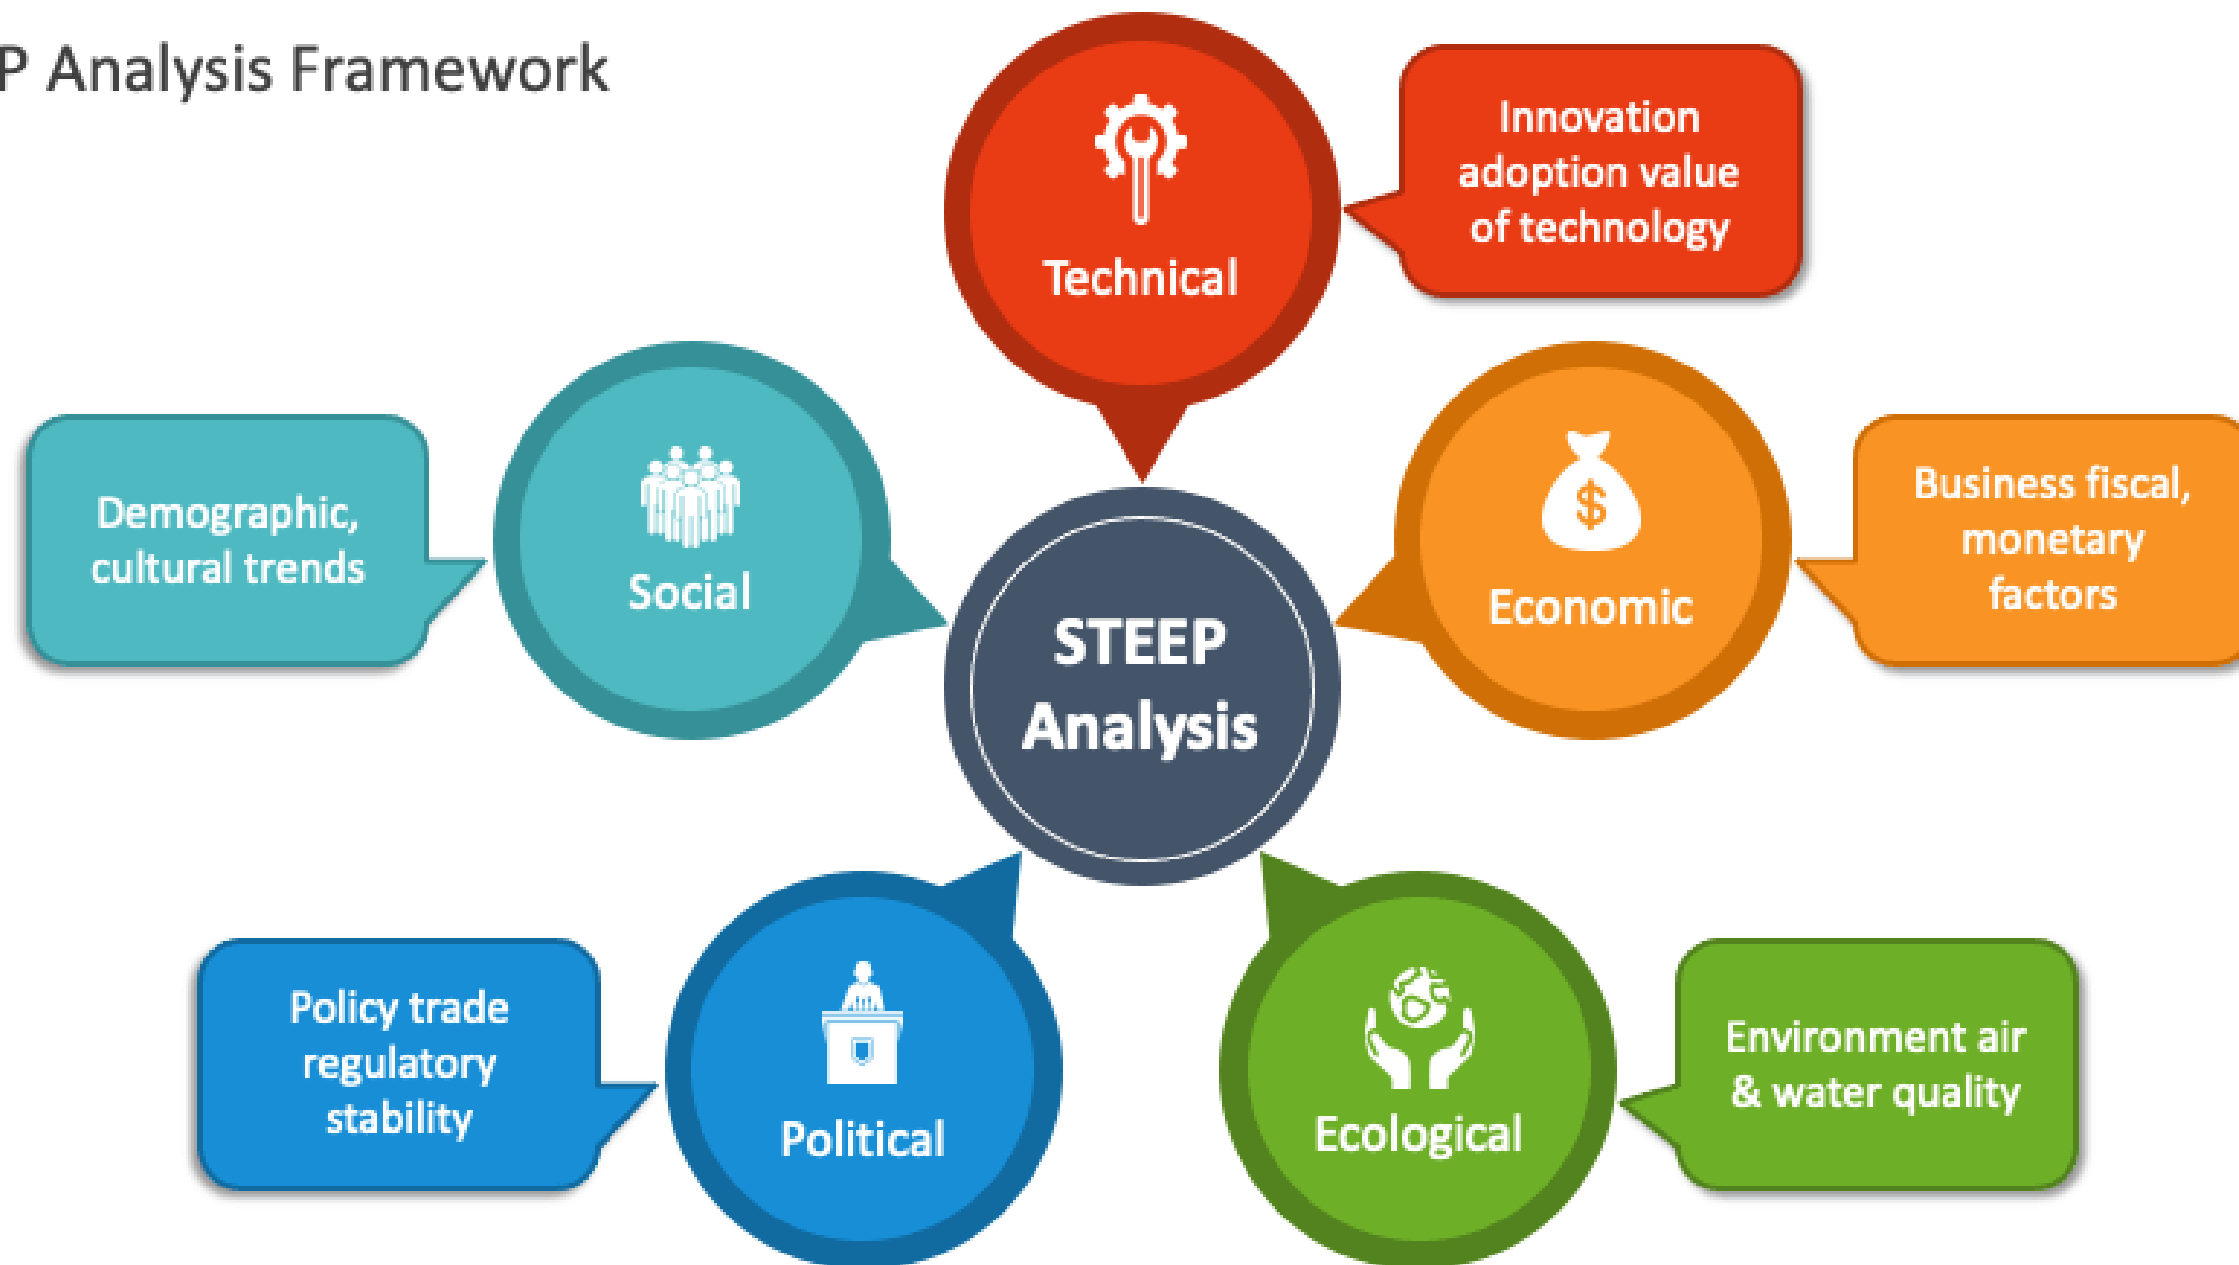 P Analysis Framework
Technical
Innovation
adoption value
of technology
Demographic,
cultural trends
Social
Economic
$
Business fiscal,
monetary
factors
STEEP
Analysis
Policy trade
regulatory
stability
Political
Ecological
Environment air
& water quality